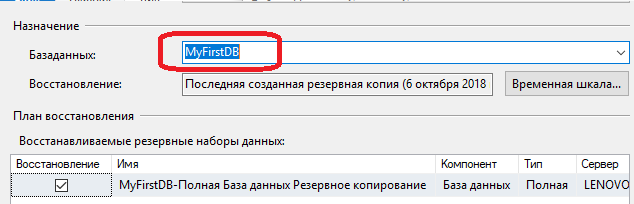 Назначение
Базаданных: MyFirstDB
Восстановление: Последняя созданная резервная копия (6 октября 2018 Временная шкала...
План восстановления
Восстанавливаемые резервные наборы данных:
Восстановление Имя Компонент Тип Сервер
MyFirstDB-Полная База данных Резервное копирование База данных Полная LENOVO